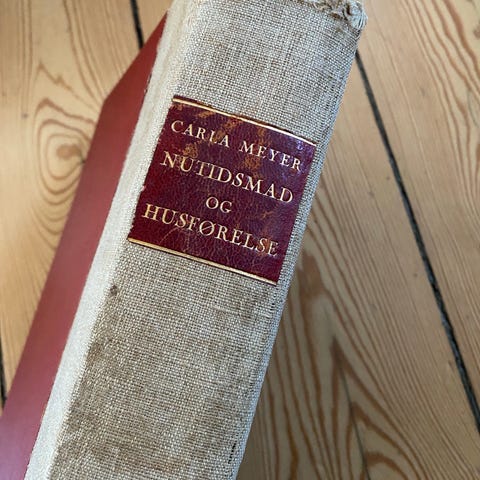 CARLA MEYER
NUTIDSMAD
OG
HUSFØRELSE